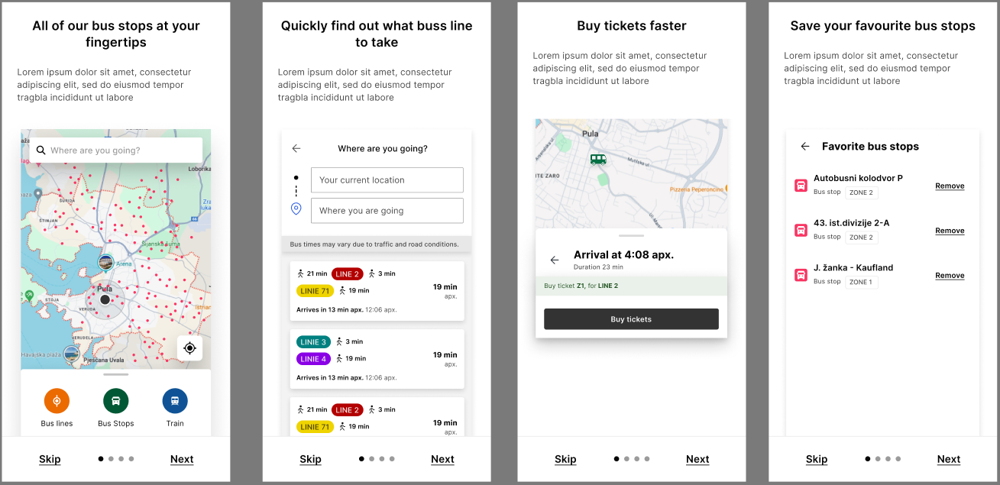 All of our bus stops at your
fingertips
Lorem ipsum dolor sit amet, consectetur
adipiscing elit, sed do eiusmod tempor
tragbla incididunt ut labore
Where are you going?
Loborika
ŠURIDA
ŠTINJAN
Šijanska šuma
Arena
Pula
STOJA
VERUDA
VERUDELA
Havajska plaža
Pješčana Uvala
Bus lines
Bus Stops
Train
Skip
Next
Quickly find out what buss line
to take
Lorem ipsum dolor sit amet, consectetur
adipiscing elit, sed do eiusmod tempor
tragbla incididunt ut labore
Where are you going?
Your current location
Where you are going
Bus times may vary due to traffic and road conditions.
21 min LINE 2 3 min
LINIE 71 19 min
19 min
apx.
Arrives in 13 min apx. 12:06 apx.
LINIE 3 3 min
LINIE 4 19 min
19 min
apx.
Arrives in 13 min apx. 12:06 apx.
21 min LINE 2 3 min
LINIE 71 19 min
19 min
apx.
Skip
Next
Buy tickets faster
Lorem ipsum dolor sit amet, consectetur
adipiscing elit, sed do eiusmod tempor
tragbla incididunt ut labore
Pula
Mutilska ul.
ITE ZARO
Pizzeria Peperoncino
Arrival at 4:08 apx.
Duration 23 min
Buy ticket Z1, for LINE 2
Buy tickets
Skip
Next
Save your favourite bus stops
Lorem ipsum dolor sit amet, consectetur
adipiscing elit, sed do eiusmod tempor
tragbla incididunt ut labore
Favorite bus stops
Autobusni kolodvor P
Bus stop ZONE 2
Remove
43. ist.divizije 2-A
Bus stop ZONE 2
Remove
J. žanka - Kaufland
Bus stop ZONE 1
Remove
Skip
Next